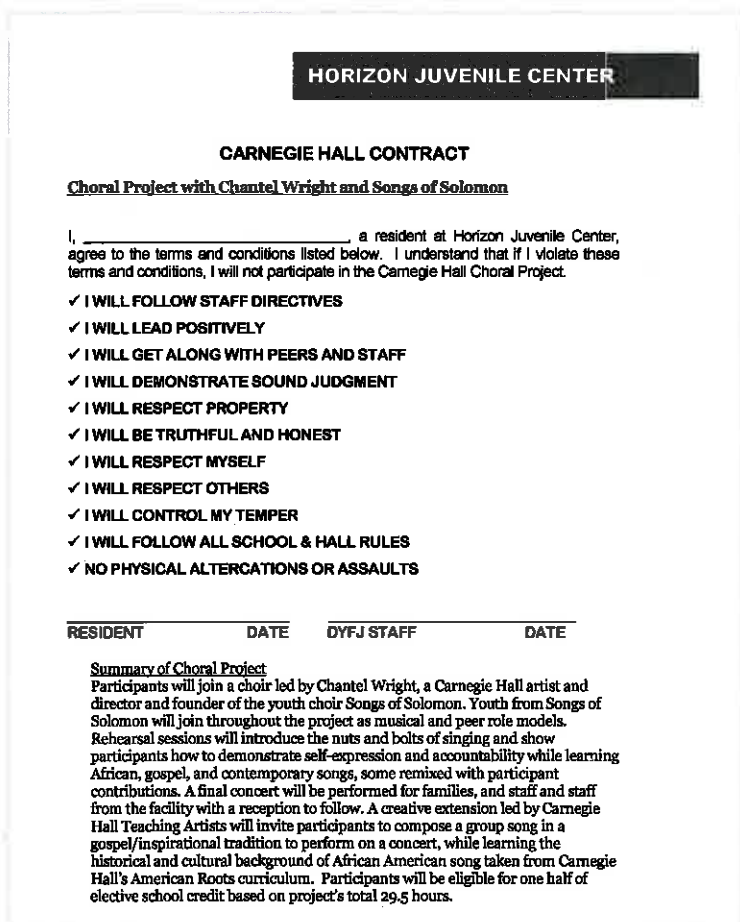 HORIZON JUVENILE CENTER
CARNEGIE HALL CONTRACT
Choral Project with Chantel Wright and Songs of Solomon
I, ______________________________, a resident at Horizon Juvenile Center,
agree to the terms and conditions listed below. I understand that if I violate these
terms and conditions, I will not participate in the Carnegie Hall Choral Project.
✓ I WILL FOLLOW STAFF DIRECTIVES
✓ I WILL LEAD POSITIVELY
✓ I WILL GET ALONG WITH PEERS AND STAFF
✓ I WILL DEMONSTRATE SOUND JUDGMENT
✓ I WILL RESPECT PROPERTY
✓ I WILL BE TRUTHFUL AND HONEST
✓ I WILL RESPECT MYSELF
✓ I WILL RESPECT OTHERS
✓ I WILL CONTROL MY TEMPER
✓ I WILL FOLLOW ALL SCHOOL & HALL RULES
✓ NO PHYSICAL ALTERCATIONS OR ASSAULTS
RESIDENT DATE DYFJ STAFF DATE
Summary of Choral Project
Participants will join a choir led by Chantel Wright, a Carnegie Hall artist and
director and founder of the youth choir Songs of Solomon. Youth from Songs of
Solomon will join throughout the project as musical and peer role models.
Rehearsal sessions will introduce the nuts and bolts of singing and show
participants how to demonstrate self-expression and accountability while learning
African, gospel, and contemporary songs, some remixed with participant
contributions. A final concert will be performed for families, and staff and staff
from the facility with a reception to follow. A creative extension led by Carnegie
Hall Teaching Artists will invite participants to compose a group song in a
gospel/inspirational tradition to perform on a concert, while learning the
historical and cultural background of African American song taken from Carnegie
Hall's American Roots curriculum. Participants will be eligible for one half of
elective school credit based on project's total 29.5 hours.